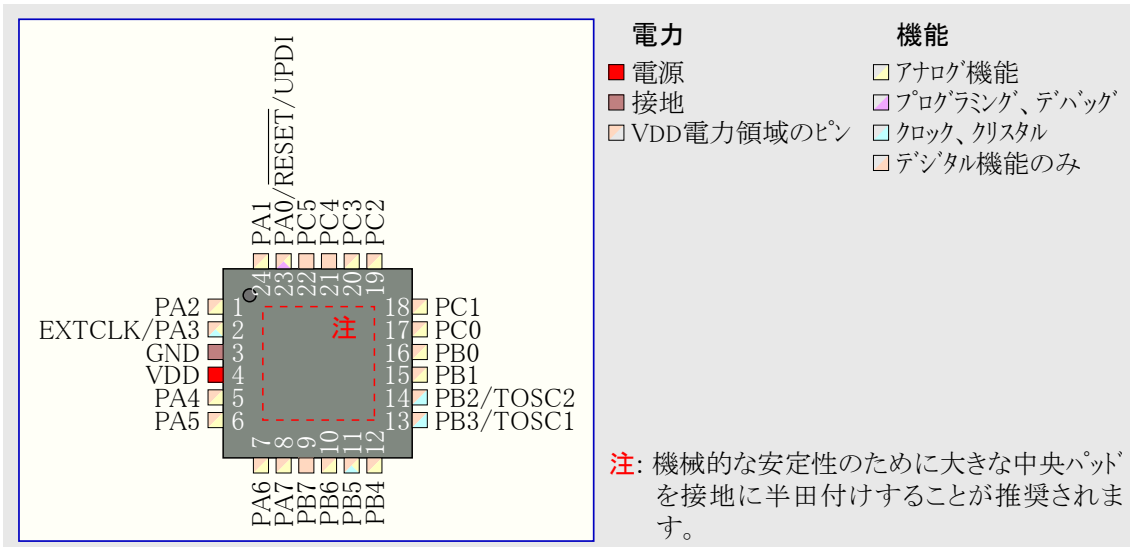 電力
機能
電源
接地
VDD電力領域のピン
アナログ機能
プログラミング、デバッグ
クロック、クリスタル
デジタル機能のみ
PA1
PA0/RESET/UPDI
PC5
PC4
PC3
PC2
24
23
22
21
20
19
PA2 1
EXTCLK/PA3 2
GND 3
VDD 4
PA4 5
PA5 6
注
18 PC1
17 PC0
16 PB0
15 PB1
14 PB2/TOSC2
13 PB3/TOSC1
7
8
9
10
11
12
PA6
PA7
PB7
PB6
PB5
PB4
注: 機械的な安定性のために大きな中央パッド
を接地に半田付けすることが推奨されま
す。